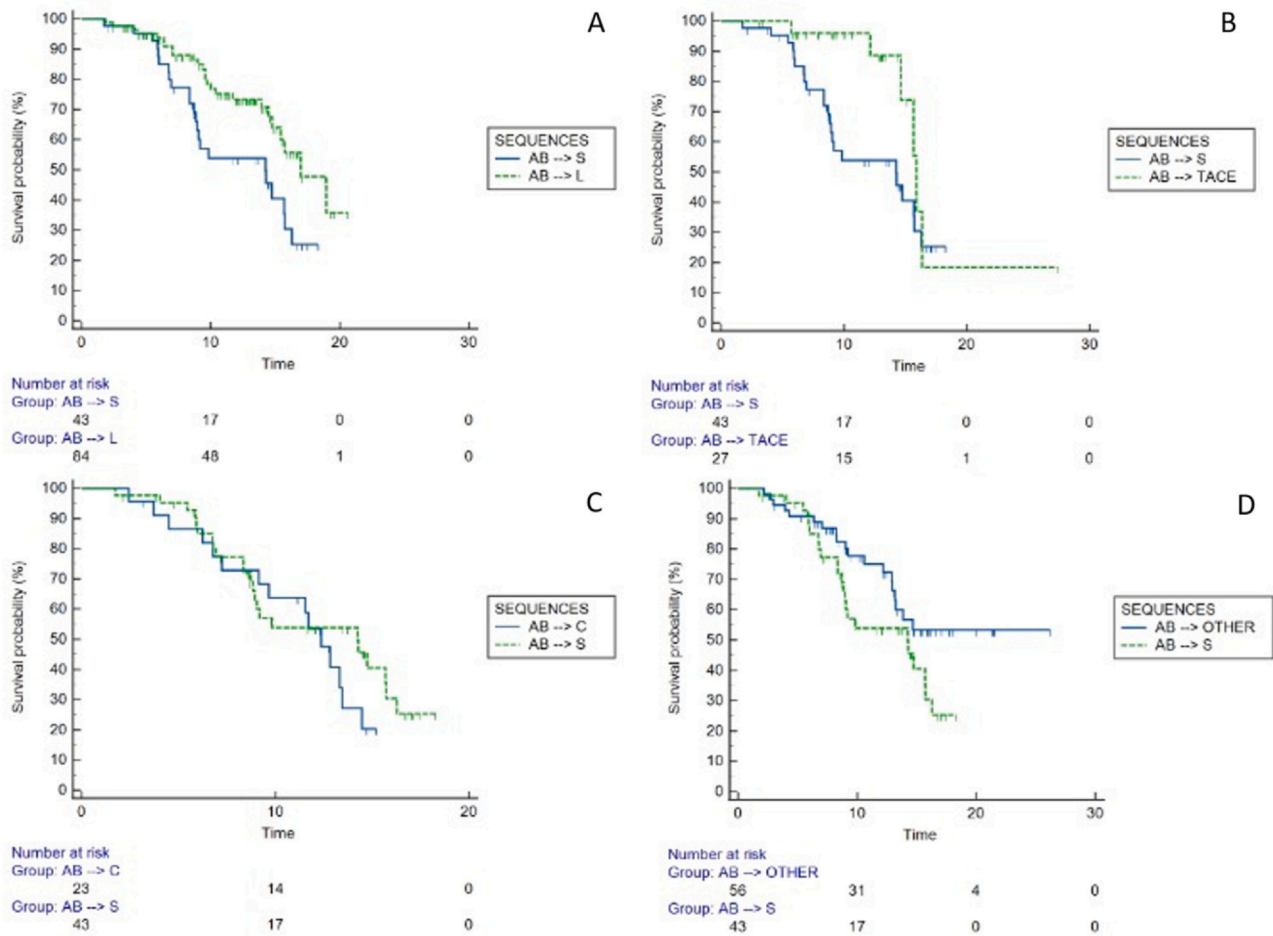 A
100
90
80
70
60
50
40
30
20
10
0
Survival probability (%)
0 10 20 30
Time
SEQUENCES
AB --> S
AB --> L
Number at risk
Group: AB --> S
43 17 0 0
Group: AB --> L
84 48 1 0
B
100
90
80
70
60
50
40
30
20
10
0
Survival probability (%)
0 10 20 30
Time
SEQUENCES
AB --> S
AB --> TACE
Number at risk
Group: AB --> S
43 17 0 0
Group: AB --> TACE
27 15 1 0
C
100
90
80
70
60
50
40
30
20
10
0
Survival probability (%)
0 10 20
Time
SEQUENCES
AB --> C
AB --> S
Number at risk
Group: AB --> C
23 14 0
Group: AB --> S
43 17 0
D
100
90
80
70
60
50
40
30
20
10
0
Survival probability (%)
0 10 20 30
Time
SEQUENCES
AB --> OTHER
AB --> S
Number at risk
Group: AB --> OTHER
56 31 4 0
Group: AB --> S
43 17 0 0